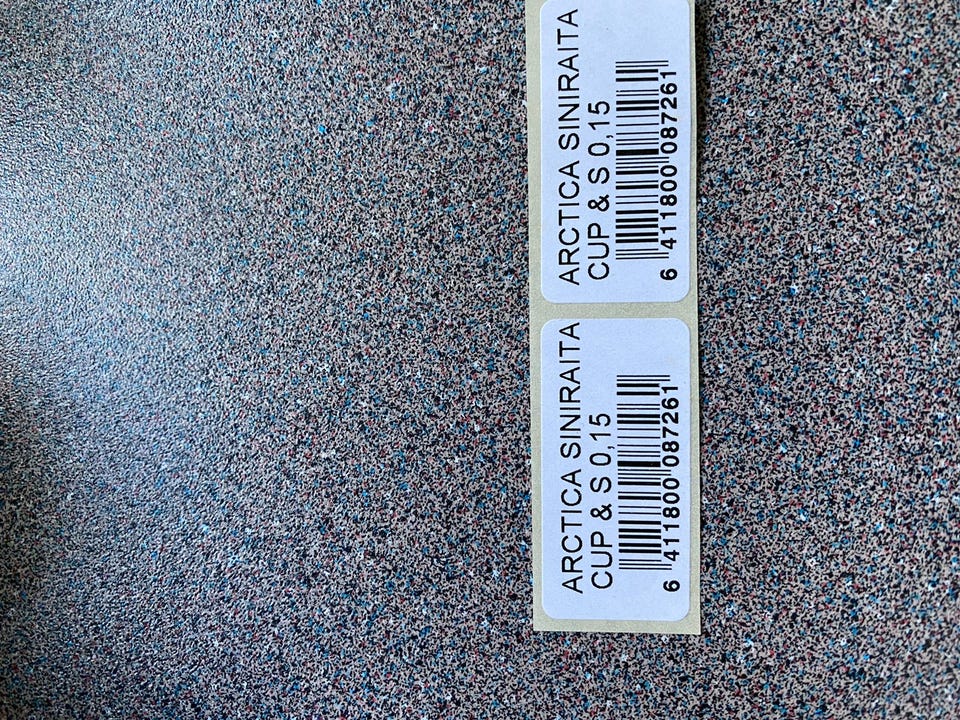 ARCTICA SINIRAITA
CUP & S 0,15
6 411800 087261
ARCTICA SINIRAITA
CUP & S 0,15
6 411800 087261